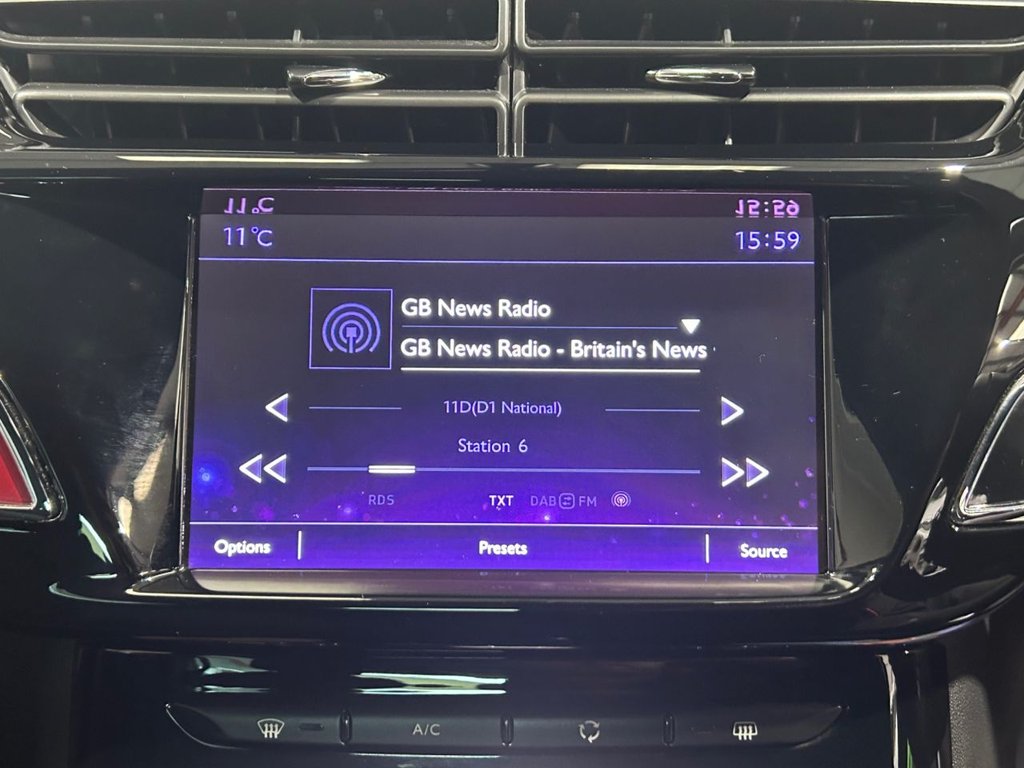 11°C
15:59
GB News Radio
GB News Radio - Britain's News
11D(D1 National)
Station 6
RDS TXT DAB FM
Options Presets Source
A/C